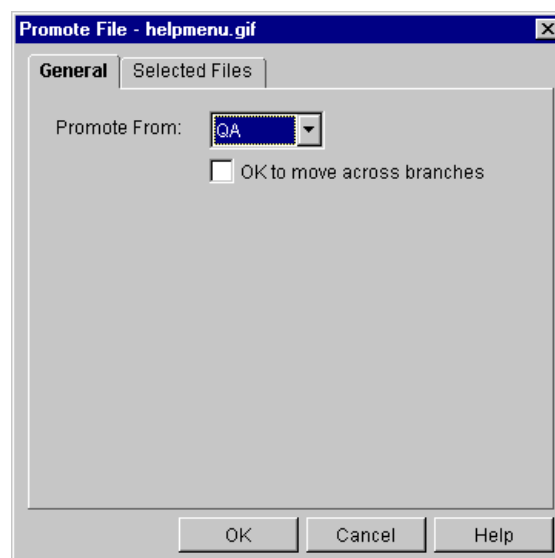 Promote File - helpmenu.gif
General Selected Files
Promote From: QA
OK to move across branches
OK Cancel Help